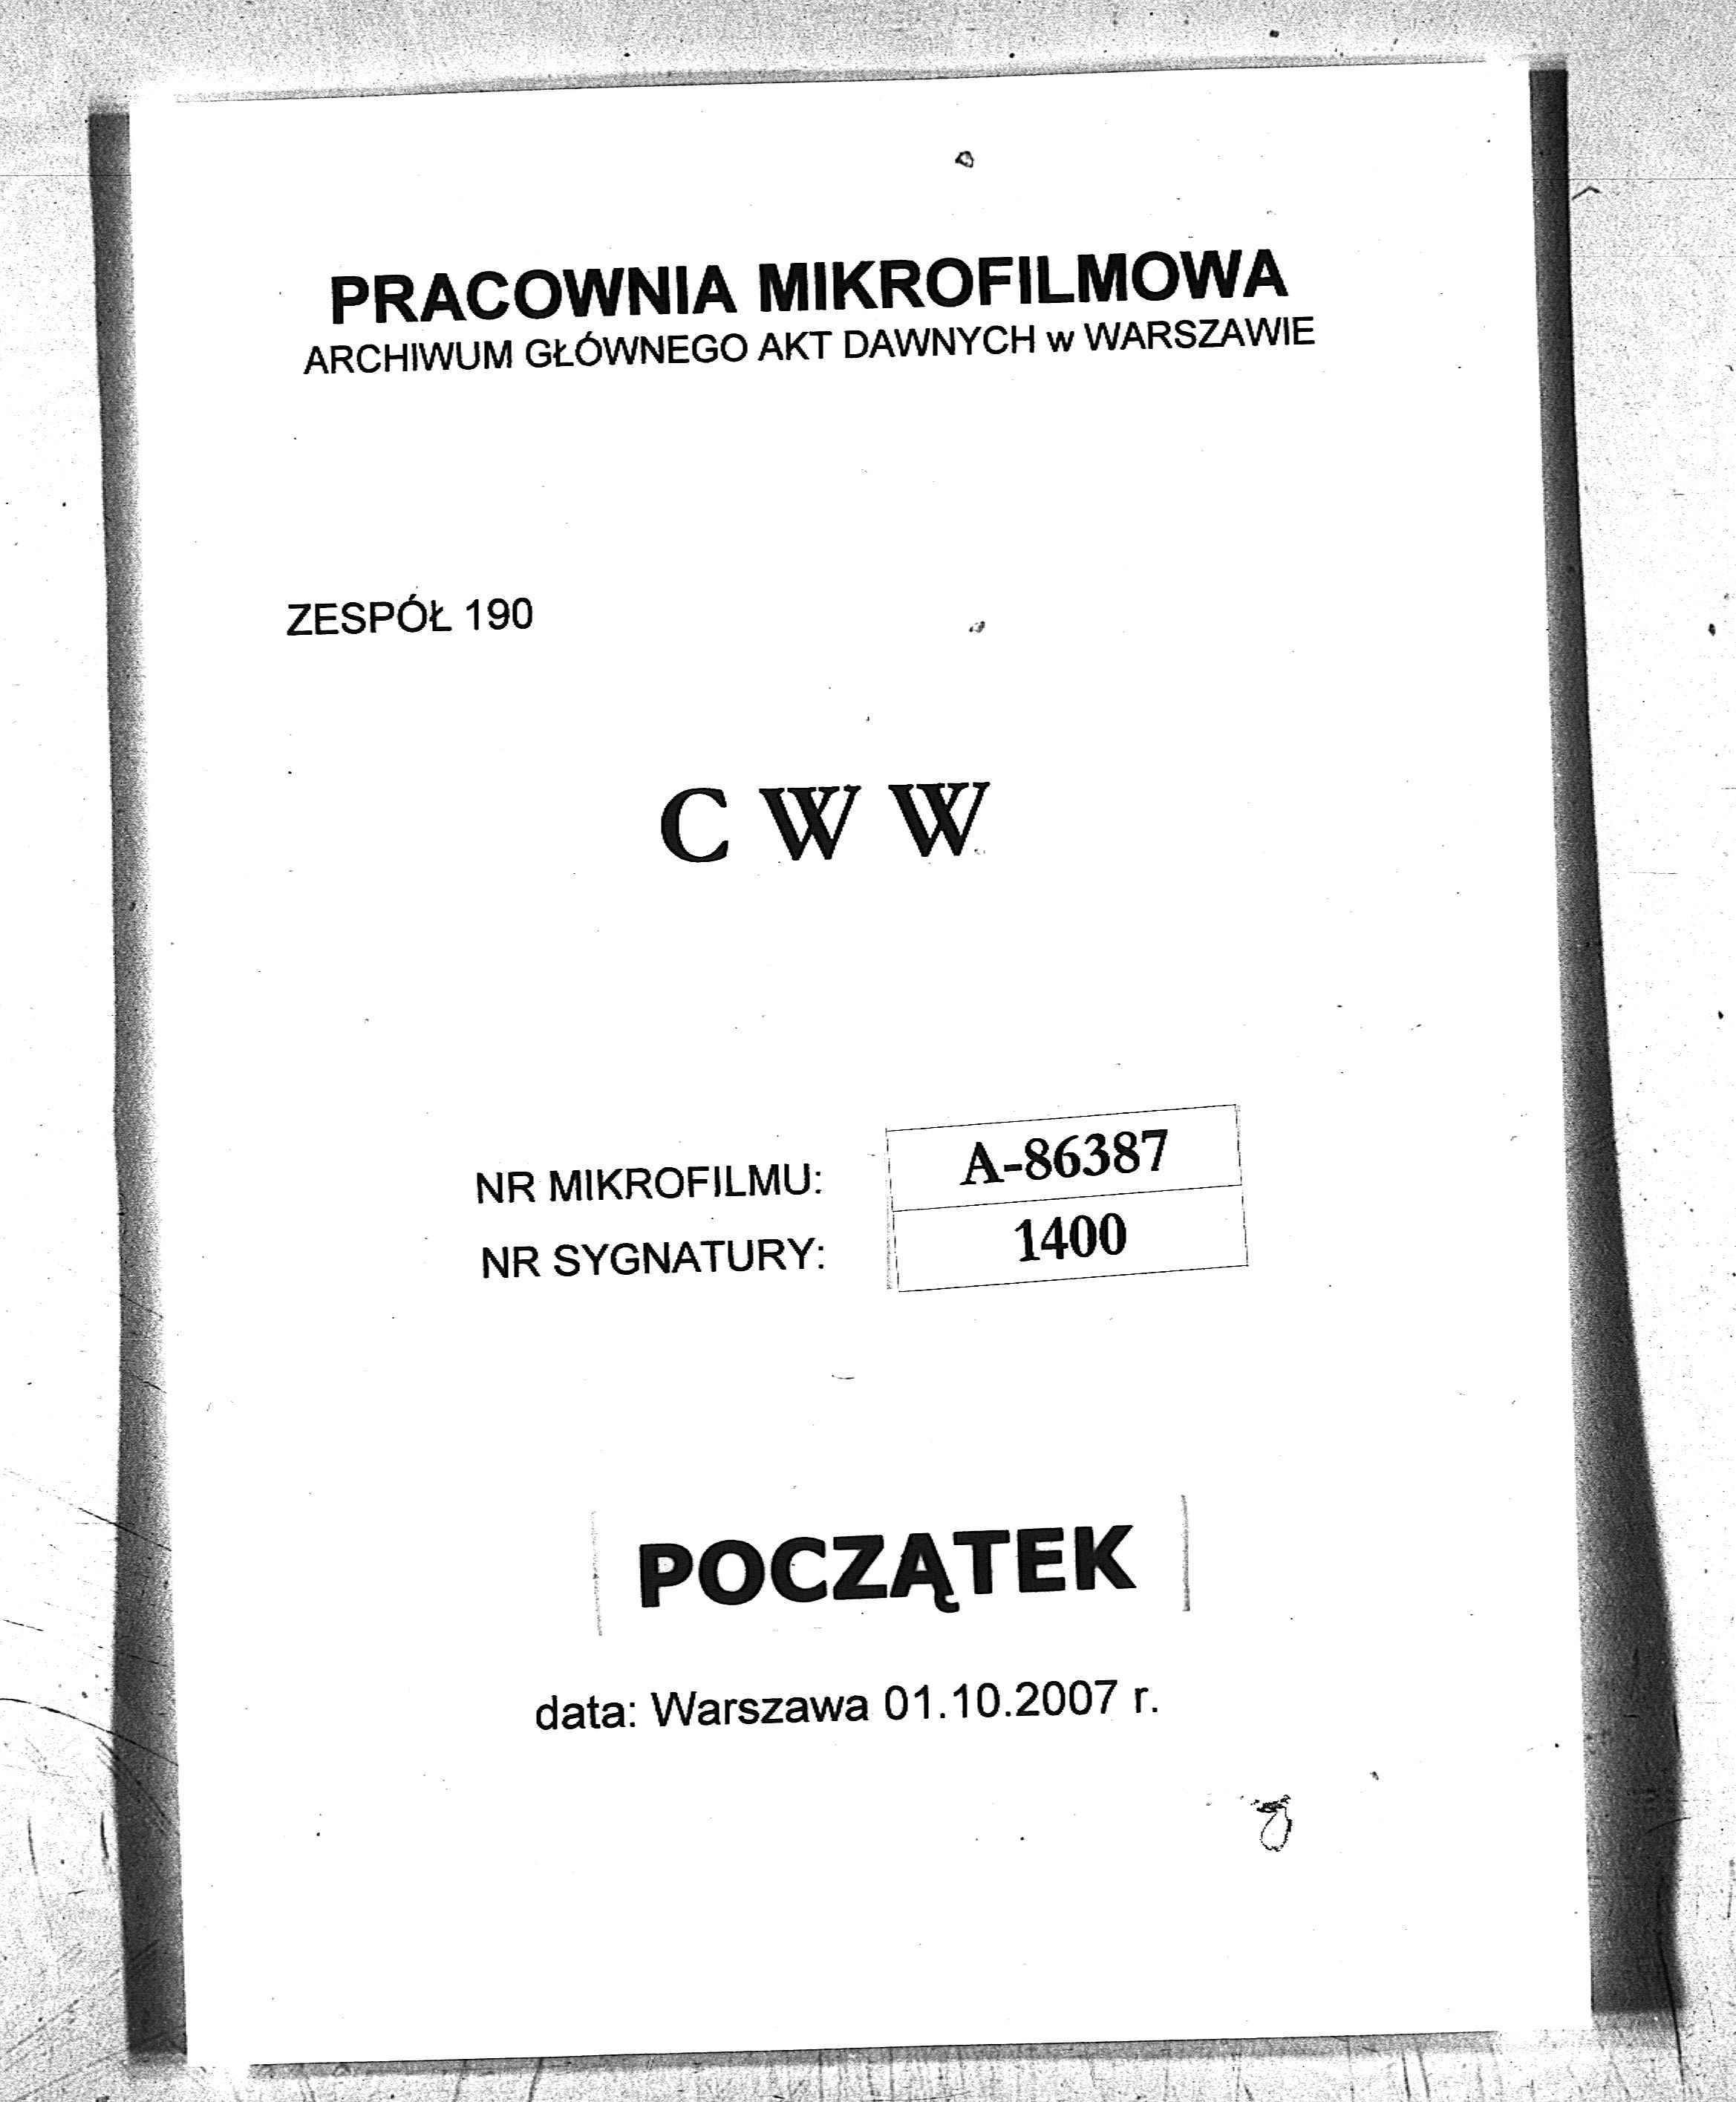 PRACOWNIA MIKROFILMOWA
ARCHIWUM GŁÓWNEGO AKT DAWNYCH w WARSZAWIE
ZESPÓŁ 190
C W W
NR MIKROFILMU: A-86387
NR SYGNATURY: 1400
POCZĄTEK
data: Warszawa 01.10.2007 r.